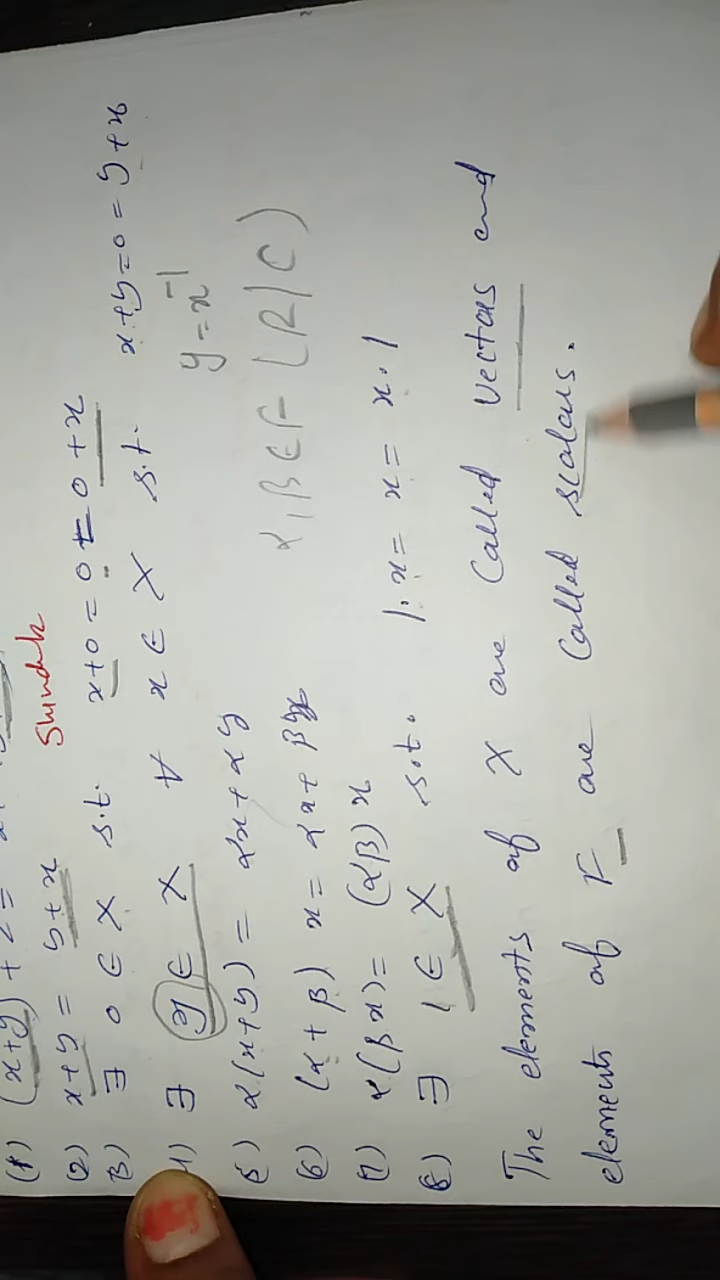 (1) (x+y)+z =
Shindh
(2) x+y = y+x
(3) ∃ 0 ∈ X s.t. x+0 = 0 = 0+x
(4) ∃ y ∈ X ∀ x ∈ X s.t. x+y=0=y+x
y = x⁻¹
(5) α(x+y) = αx+αy
α, β ∈ F (R/C)
(6) (α+β) x = αx+βx
(7) α(βx) = (αβ)x
(8) ∃ 1 ∈ X s.t. 1.x = x = x.1
The elements of X are called vectors and
elements of F are called scalars.